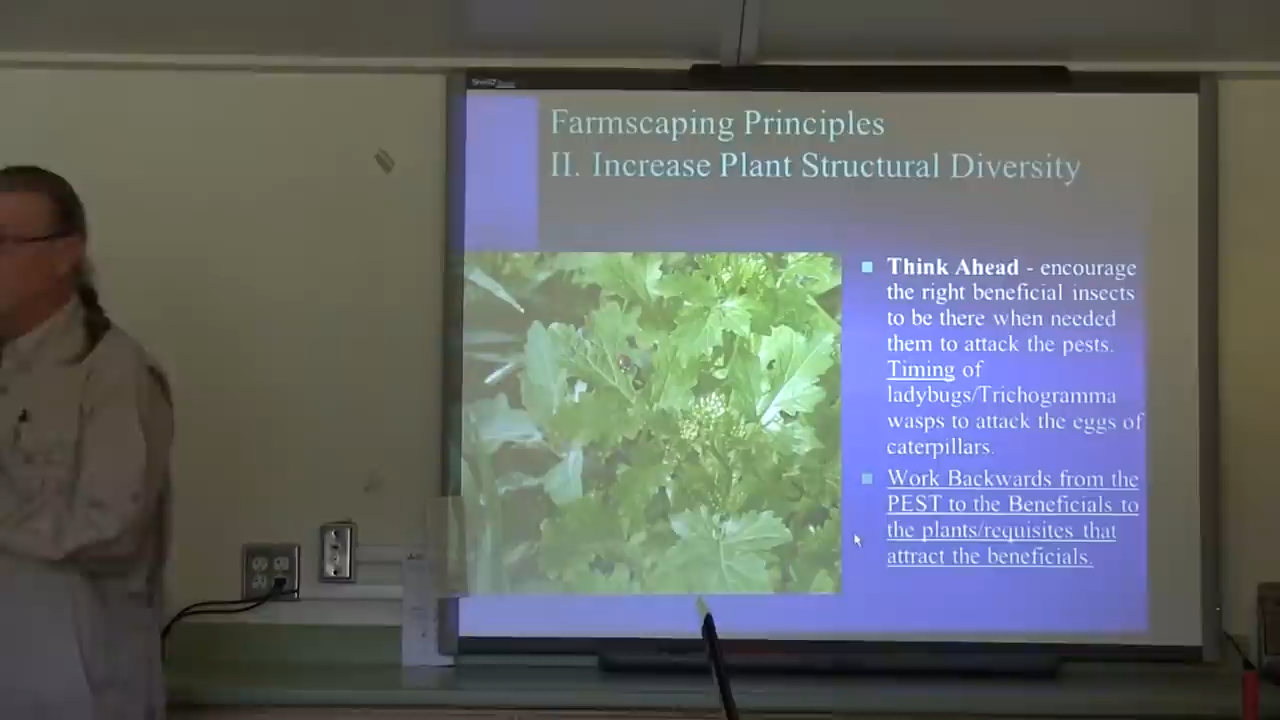 Farmscaping Principles
II. Increase Plant Structural Diversity
Think Ahead - encourage
the right beneficial insects
to be there when needed
them to attack the pests.
Timing of
ladybugs/Trichogramma
wasps to attack the eggs of
caterpillars.
Work Backwards from the
PEST to the Beneficials to
the plants/requisites that
attract the beneficials.